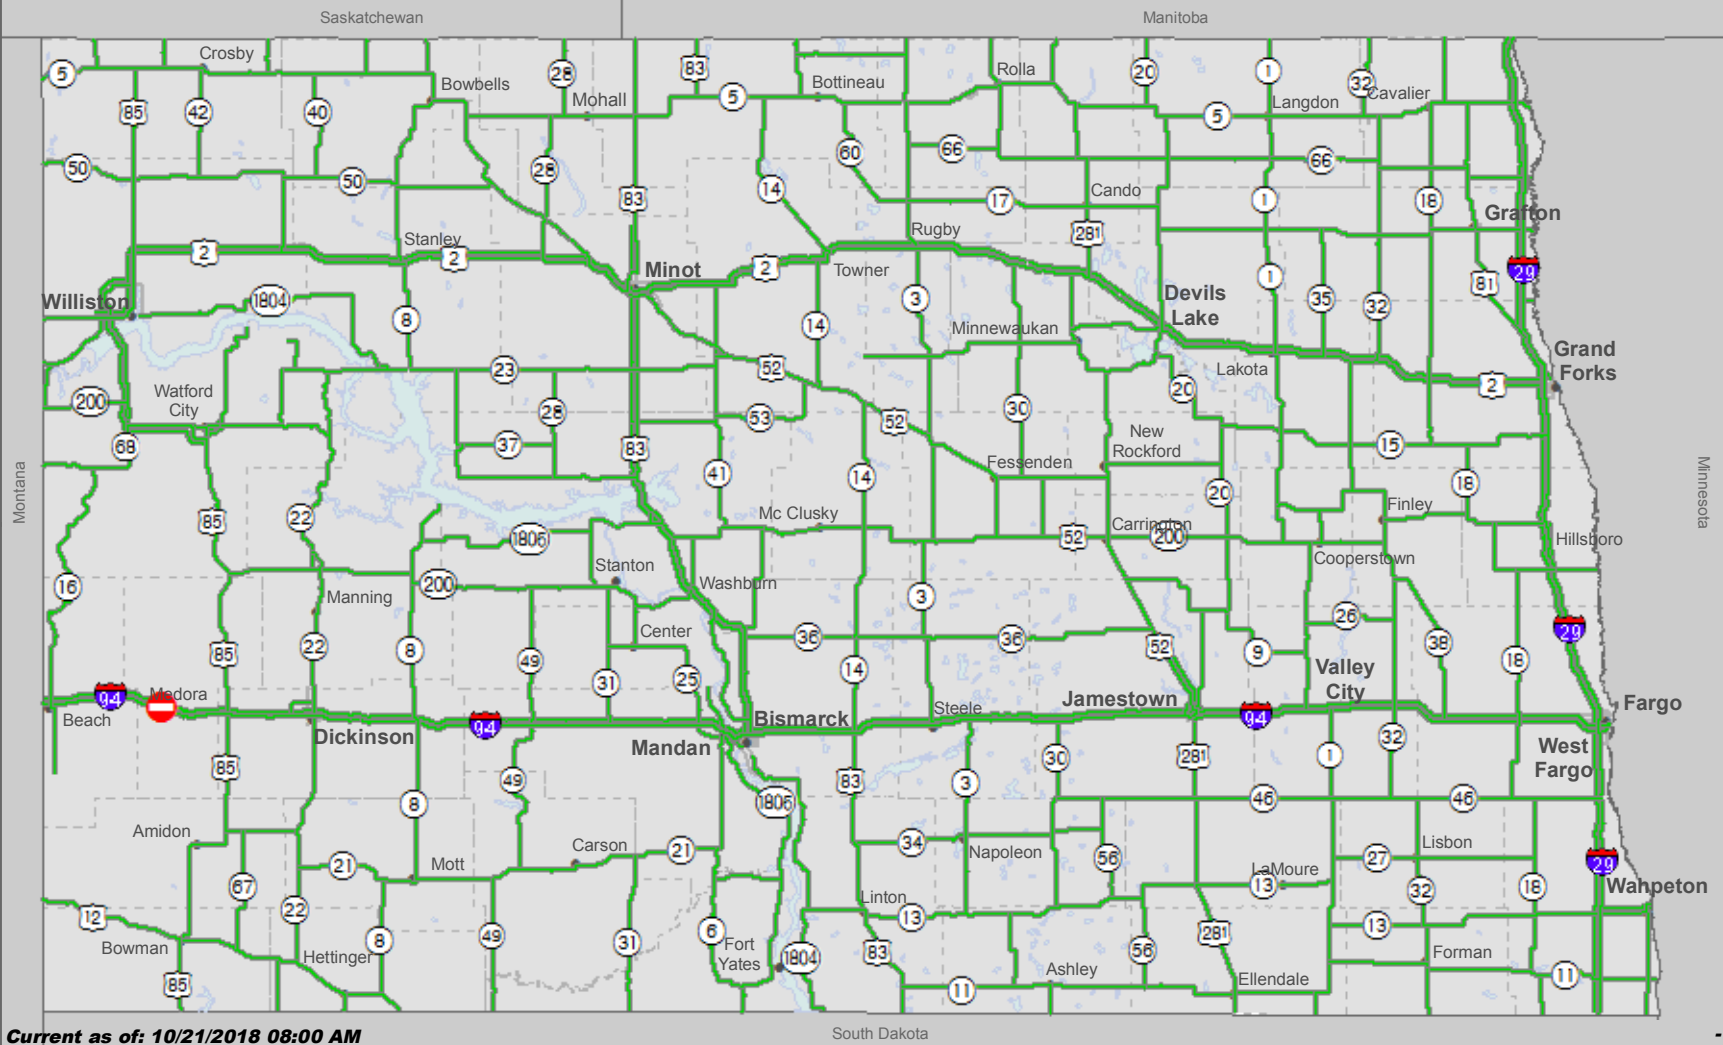 Saskatchewan
Manitoba
Crosby
Bowbells
Mohall
Bottineau
Rolla
Langdon
Cavalier
5
85
42
40
28
83
5
20
1
32
5
50
50
28
83
14
60
66
17
Cando
66
1
18
Grafton
281
Rugby
Stanley
2
2
Minot
2
Towner
3
Devils
Lake
1
35
32
81
29
Williston
1804
8
14
Minnewaukan
Grand
Forks
23
52
Lakota
20
2
200
Watford
City
28
53
52
30
New
Rockford
15
68
37
83
41
14
Fessenden
20
18
Montana
Minnesota
85
22
1806
Mc Clusky
52
Carrington
200
Finley
Cooperstown
Hillsboro
16
200
Stanton
Washburn
3
Manning
Center
36
36
26
38
29
85
22
8
49
31
25
14
52
9
18
Valley
City
94
Medora
Beach
Dickinson
94
Mandan
Bismarck
Steele
Jamestown
94
Fargo
West
Fargo
85
49
83
3
30
281
1
32
8
1806
46
46
Amidon
21
Mott
Carson
21
34
Napoleon
56
LaMoure
13
27
Lisbon
29
67
22
Linton
13
32
18
Wahpeton
12
Bowman
8
49
31
6
Fort
Yates
1804
83
56
281
13
Forman
Hettinger
85
11
Ashley
Ellendale
11
Current as of: 10/21/2018 08:00 AM
South Dakota
-